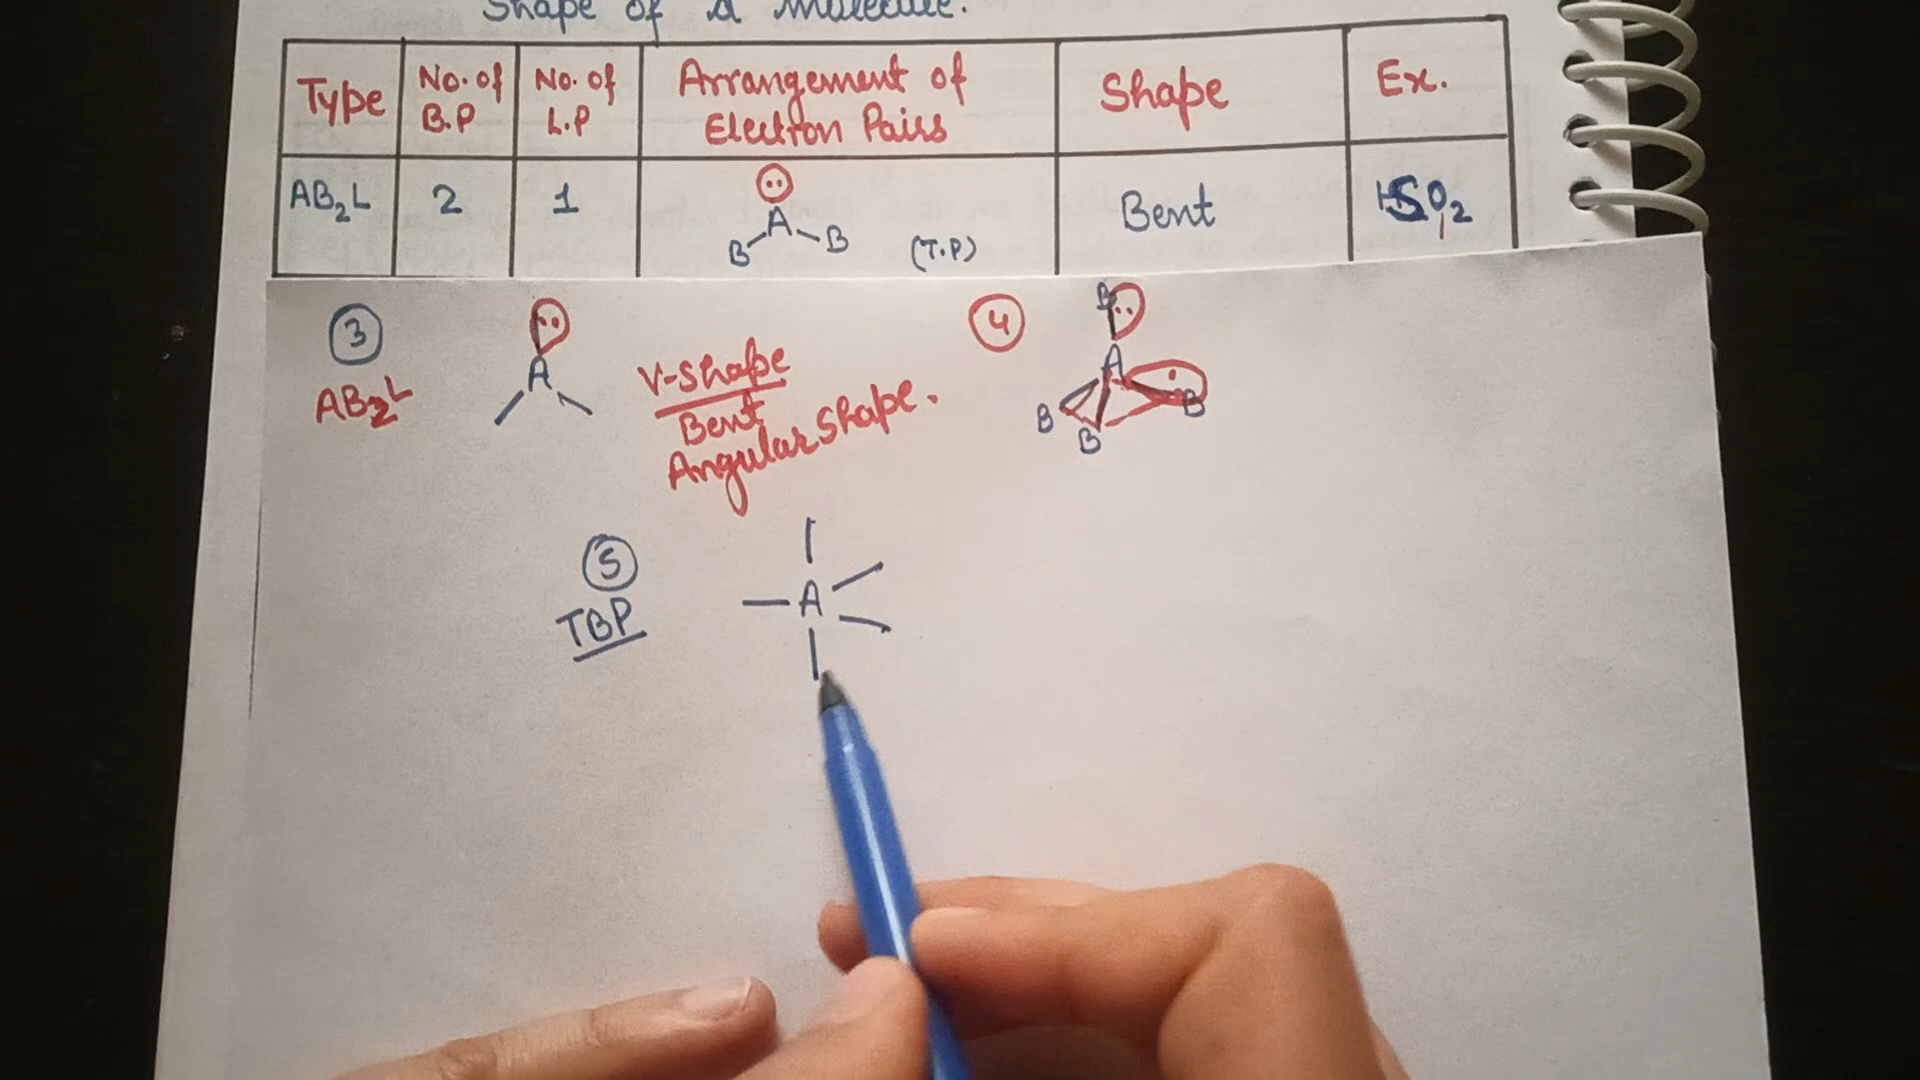 Shape of a molecule.
Type
No. of B.P
No. of L.P
Arrangement of Electron Pairs
Shape
Ex.
AB₂L
2
1
A
B B
(T.P)
Bent
SO₂
3
AB₂L
A
V-Shape
Bent
Angular Shape.
4
B
A
B B B
5
TBP
A